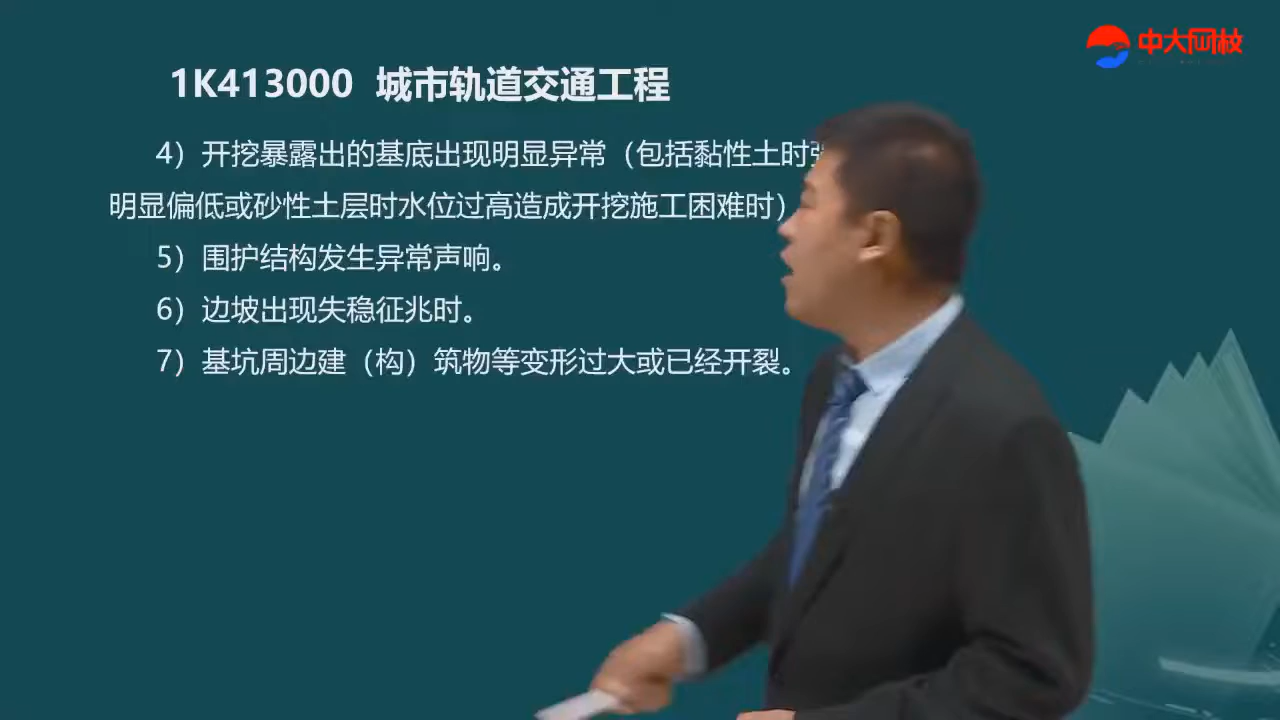 中大网校
1K413000 城市轨道交通工程
4）开挖暴露出的基底出现明显异常（包括黏性土时
明显偏低或砂性土层时水位过高造成开挖施工困难时）
5）围护结构发生异常声响。
6）边坡出现失稳征兆时。
7）基坑周边建（构）筑物等变形过大或已经开裂。